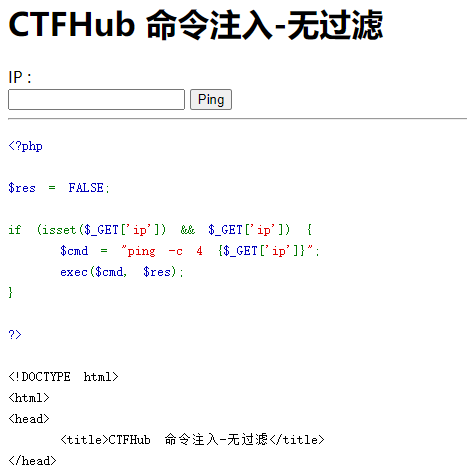 CTFHub 命令注入-无过滤
IP :
Ping
<?php
$res = FALSE;
if (isset($_GET['ip']) && $_GET['ip']) {
$cmd = "ping -c 4 {$_GET['ip']}";
exec($cmd, $res);
}
?>
<!DOCTYPE html>
<html>
<head>
<title>CTFHub 命令注入-无过滤</title>
</head>